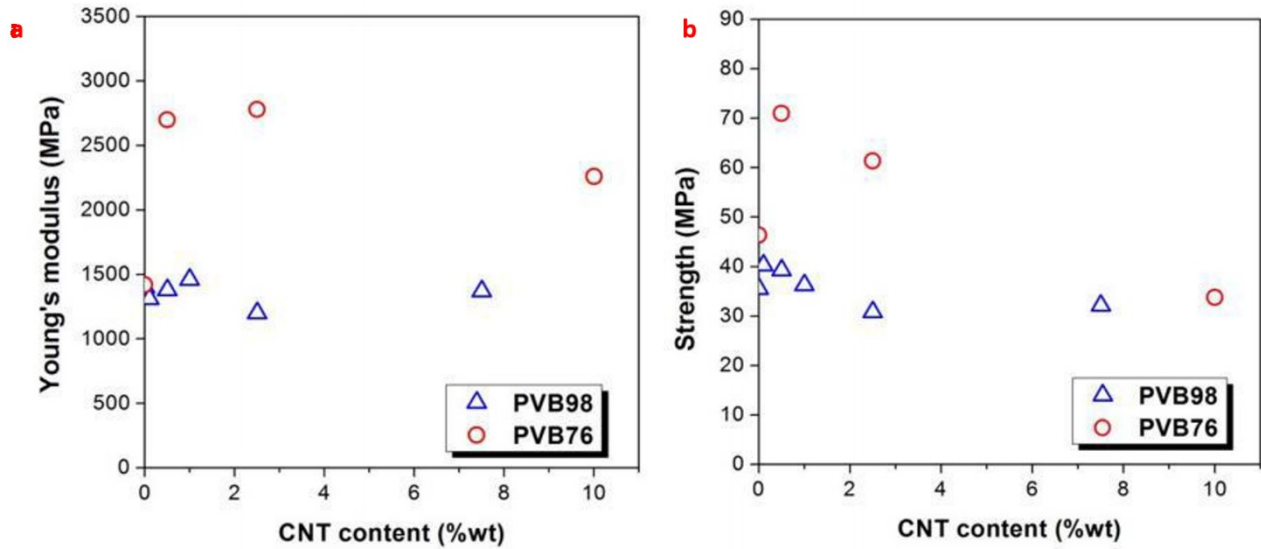 a
3500
3000
2500
2000
1500
1000
500
0
Young's modulus (MPa)
0 2 4 6 8 10
CNT content (%wt)
PVB98
PVB76
b
90
80
70
60
50
40
30
20
10
0
Strength (MPa)
0 2 4 6 8 10
CNT content (%wt)
PVB98
PVB76